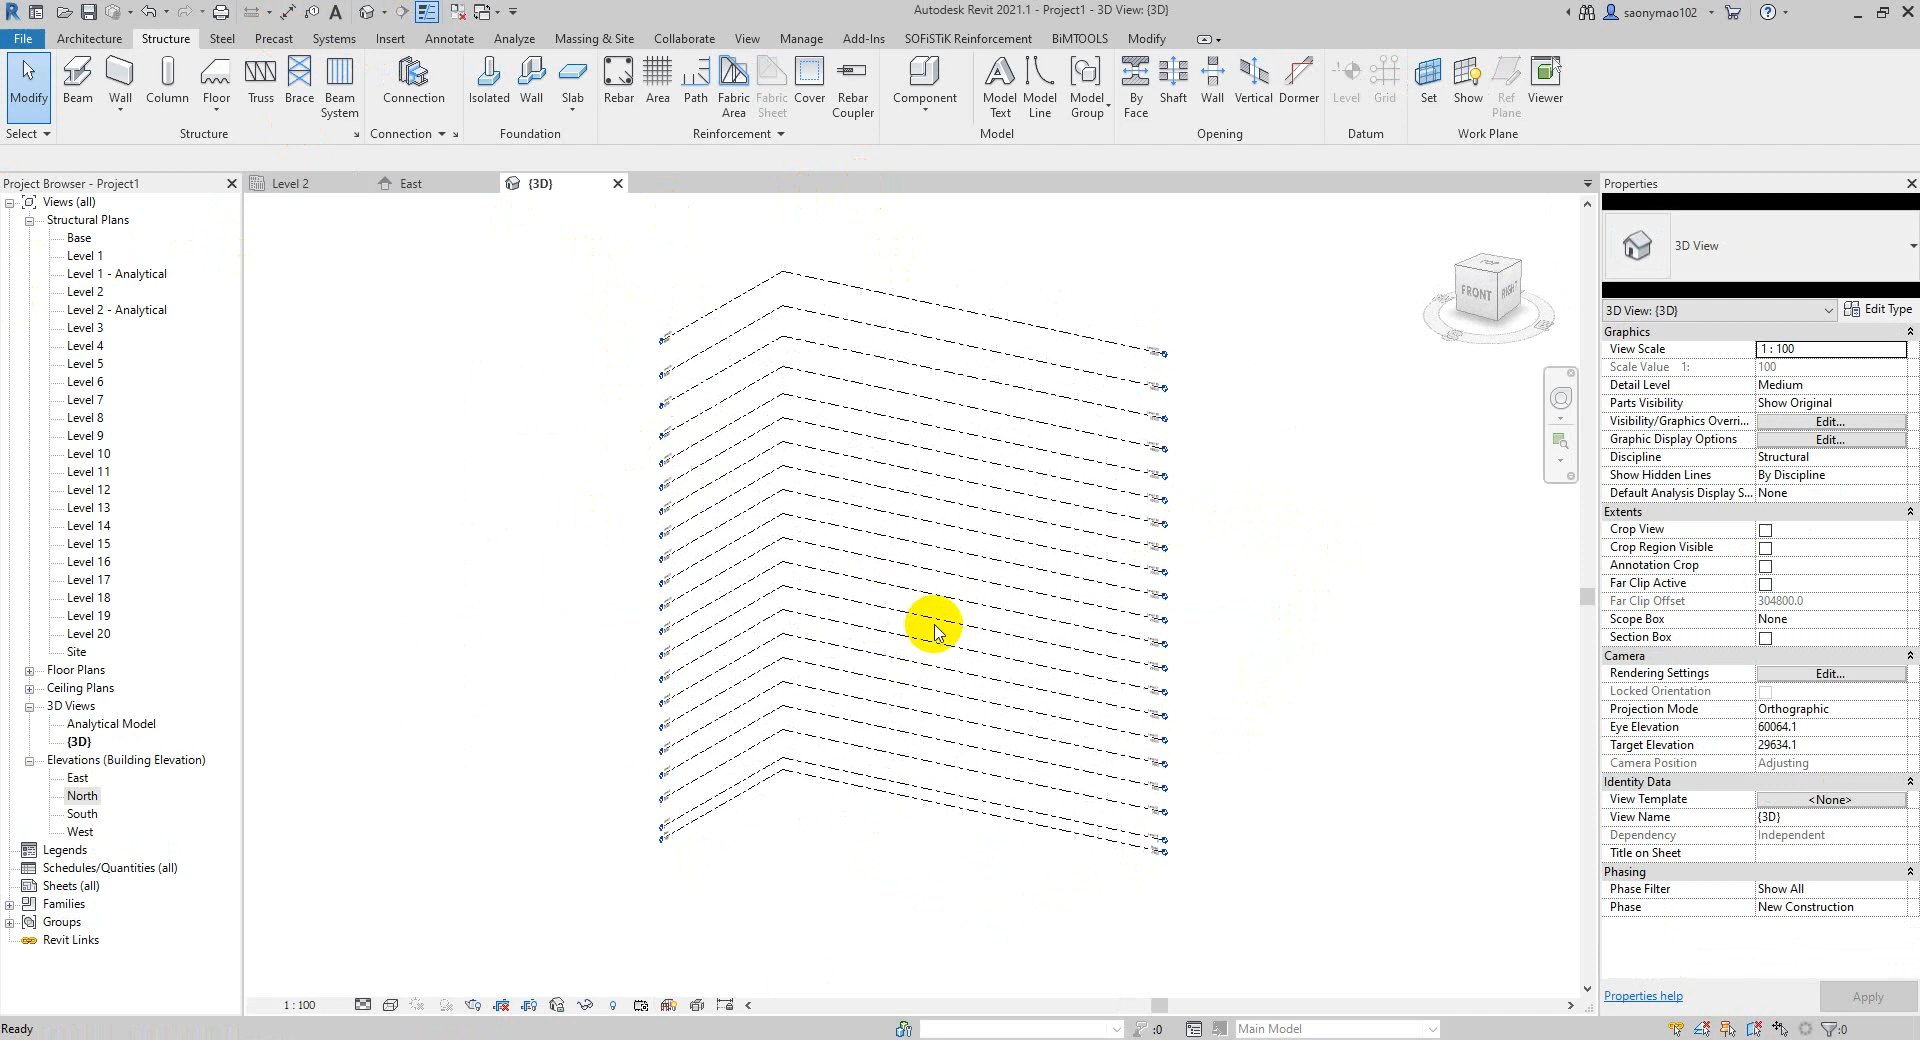 Autodesk Revit 2021.1 - Project1 - 3D View: {3D}
saonymao102
File Architecture Structure Steel Precast Systems Insert Annotate Analyze Massing & Site Collaborate View Manage Add-Ins SOFiSTiK Reinforcement BiMTOOLS Modify
Modify Beam Wall Column Floor Truss Brace Beam System Connection Isolated Wall Slab Rebar Area Path Fabric Area Fabric Sheet Cover Rebar Coupler Component Model Text Model Line Model Group By Face Shaft Wall Vertical Dormer Level Grid Set Show Ref Plane Viewer
Select Structure Connection Foundation Reinforcement Model Opening Datum Work Plane
Project Browser - Project1
Views (all)
Structural Plans
Base
Level 1
Level 1 - Analytical
Level 2
Level 2 - Analytical
Level 3
Level 4
Level 5
Level 6
Level 7
Level 8
Level 9
Level 10
Level 11
Level 12
Level 13
Level 14
Level 15
Level 16
Level 17
Level 18
Level 19
Level 20
Site
Floor Plans
Ceiling Plans
3D Views
Analytical Model
{3D}
Elevations (Building Elevation)
East
North
South
West
Legends
Schedules/Quantities (all)
Sheets (all)
Families
Groups
Revit Links
Level 2 East {3D}
TOP
FRONT
RIGHT
Properties
3D View
3D View: {3D} Edit Type
Graphics
View Scale 1 : 100
Scale Value 1: 100
Detail Level Medium
Parts Visibility Show Original
Visibility/Graphics Overri... Edit...
Graphic Display Options Edit...
Discipline Structural
Show Hidden Lines By Discipline
Default Analysis Display S... None
Extents
Crop View
Crop Region Visible
Annotation Crop
Far Clip Active
Far Clip Offset 304800.0
Scope Box None
Section Box
Camera
Rendering Settings Edit...
Locked Orientation
Projection Mode Orthographic
Eye Elevation 60064.1
Target Elevation 29634.1
Camera Position Adjusting
Identity Data
View Template <None>
View Name {3D}
Dependency Independent
Title on Sheet
Phasing
Phase Filter Show All
Phase New Construction
Properties help Apply
1 : 100
Ready :0 Main Model :0